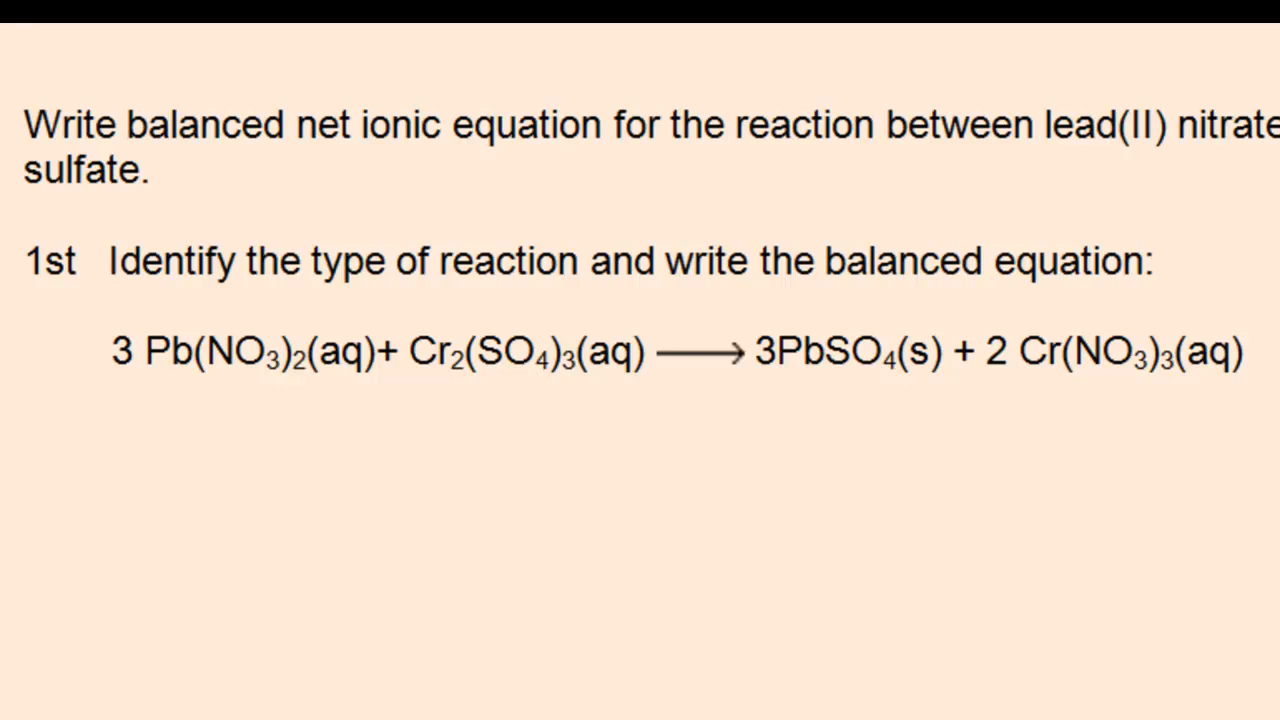 Write balanced net ionic equation for the reaction between lead(II) nitrate
sulfate.
1st Identify the type of reaction and write the balanced equation:
3 Pb(NO₃)₂(aq)+ Cr₂(SO₄)₃(aq) ⟶ 3PbSO₄(s) + 2 Cr(NO₃)₃(aq)